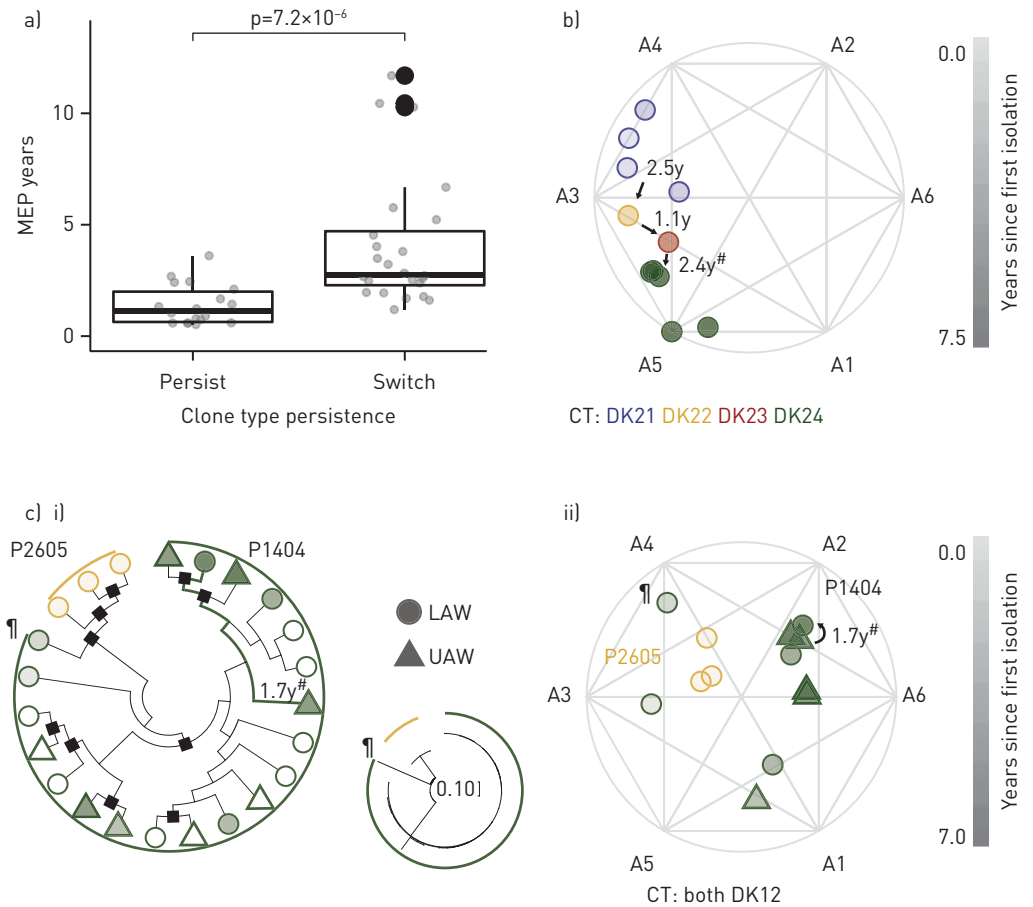 a)
p=7.2×10⁻⁶
MEP years
10
5
0
Persist
Switch
Clone type persistence
b)
A4
A2
A3
A6
A5
A1
2.5y
1.1y
2.4y#
0.0
7.5
Years since first isolation
CT: DK21 DK22 DK23 DK24
c) i)
P2605
P1404
¶
1.7y#
LAW
UAW
¶
0.10
ii)
A4
A2
¶
P1404
1.7y#
P2605
A3
A6
A5
A1
0.0
7.0
Years since first isolation
CT: both DK12